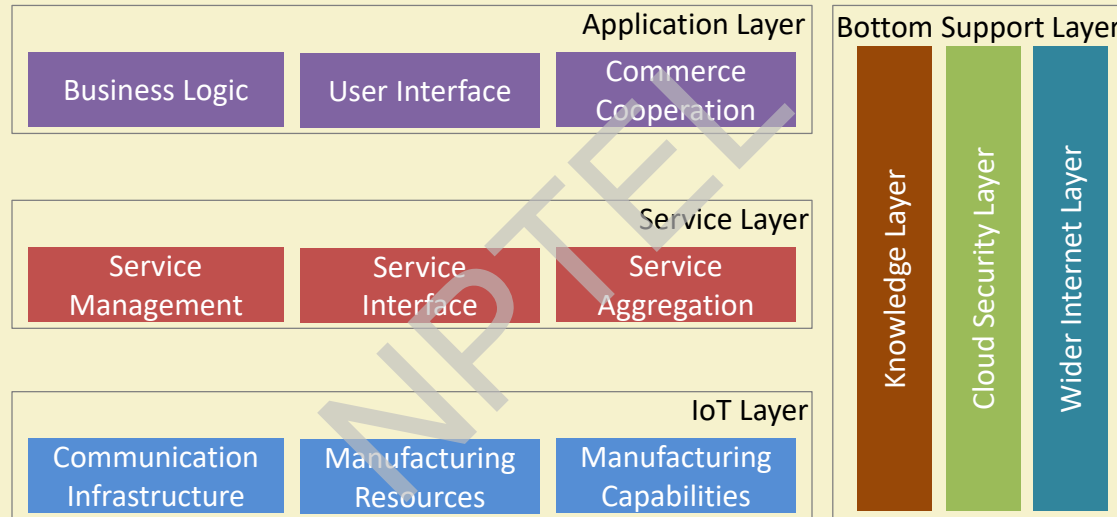 Application Layer
Business Logic
User Interface
Commerce
Cooperation
Service Layer
Service
Management
Service
Interface
Service
Aggregation
IoT Layer
Communication
Infrastructure
Manufacturing
Resources
Manufacturing
Capabilities
Bottom Support Layer
Knowledge Layer
Cloud Security Layer
Wider Internet Layer
NPTEL